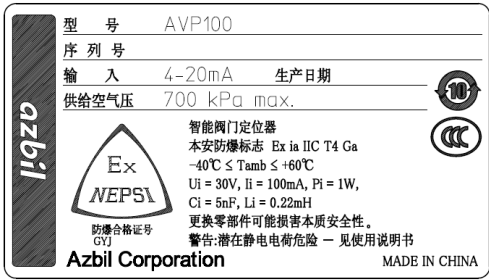 azbil
型 号 AVP100
序 列 号
输 入 4-20mA 生产日期
供给空气压 700 kPa max.
10
CCC
Ex
NEPSI
防爆合格证号
GYJ
智能阀门定位器
本安防爆标志 Ex ia IIC T4 Ga
-40℃ ≤ Tamb ≤ +60℃
Ui = 30V, Ii = 100mA, Pi = 1W,
Ci = 5nF, Li = 0.22mH
更换零部件可能损害本质安全性。
警告:潜在静电电荷危险 － 见使用说明书
Azbil Corporation
MADE IN CHINA